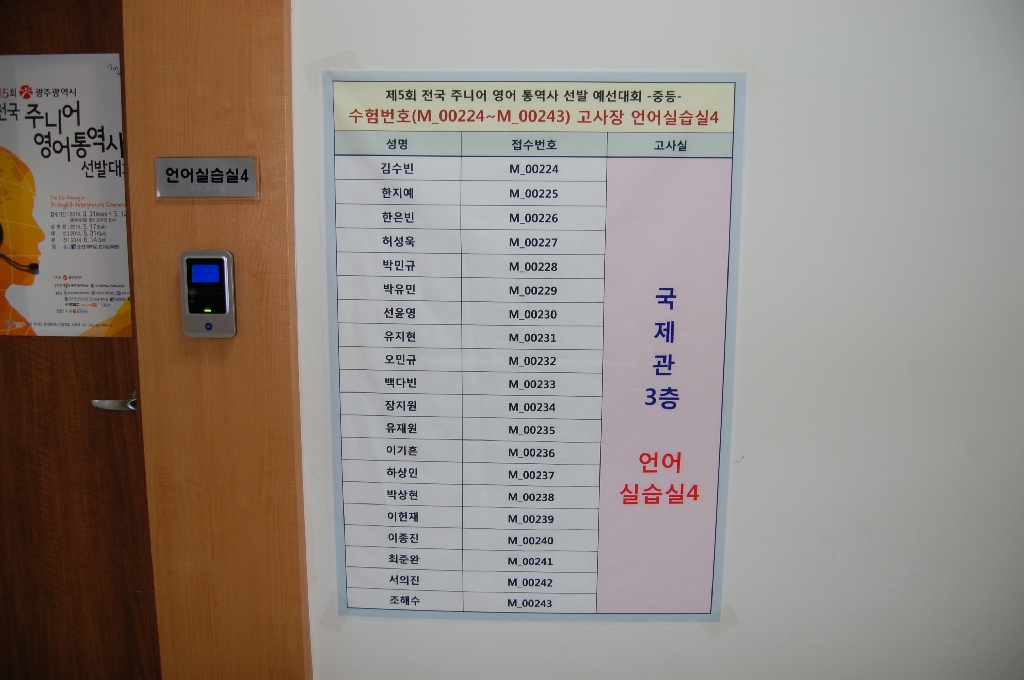 제5회 광주광역시
전국 주니어
영어 통역사
선발대
언어실습실4
제5회 전국 주니어 영어 통역사 선발 예선대회 -중등-
수험번호(M_00224~M_00243) 고사장 언어실습실4
성명 접수번호 고사실
김수빈 M_00224
한지예 M_00225
한은빈 M_00226
허성욱 M_00227
박민규 M_00228
박유민 M_00229
선윤영 M_00230
유지현 M_00231
오민규 M_00232
백다빈 M_00233
장지원 M_00234
유재원 M_00235
이기흔 M_00236
하상인 M_00237
박상현 M_00238
이헌재 M_00239
이종진 M_00240
최준완 M_00241
서의진 M_00242
조해수 M_00243
국
제
관
3층
언어
실습실4